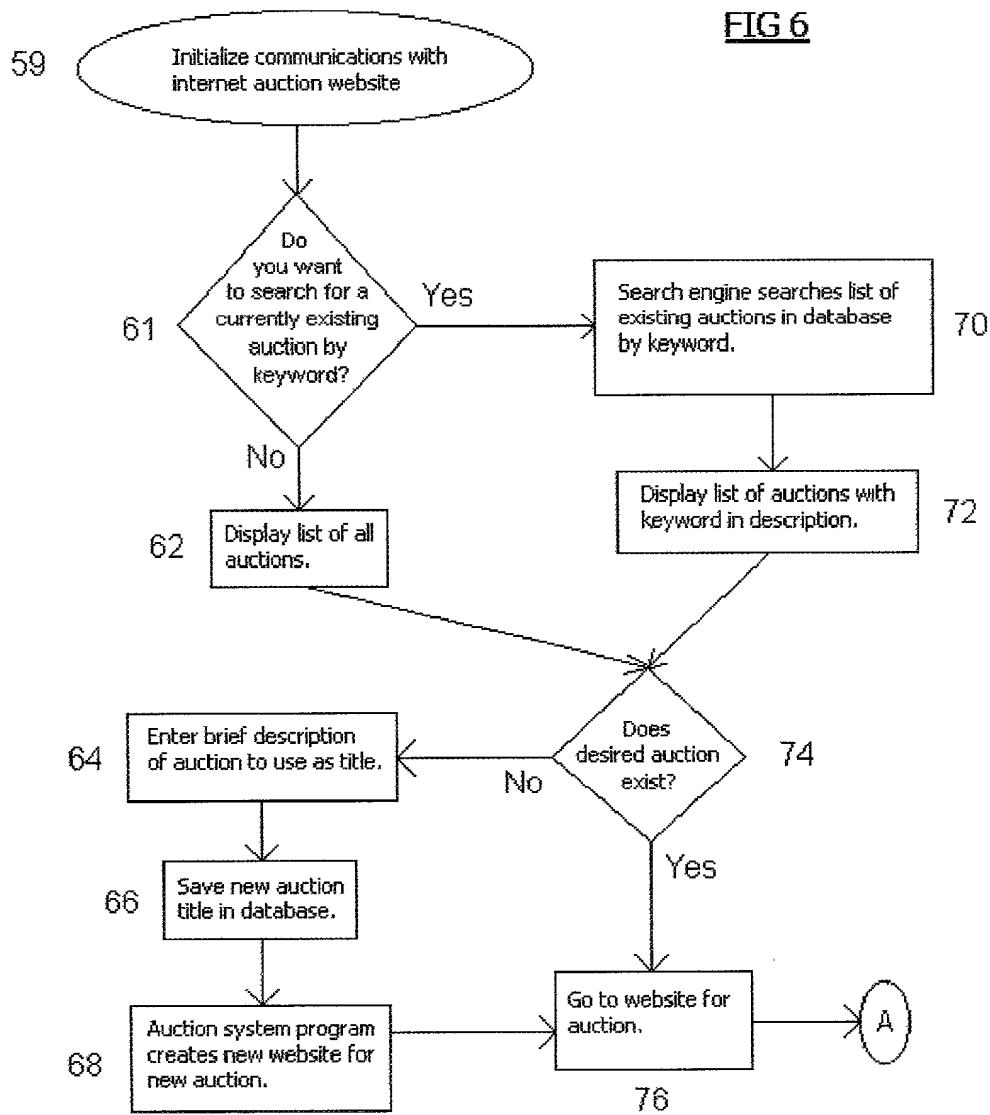 FIG 6
59
Initialize communications with
internet auction website
Do
you want
to search for a
currently existing
auction by
keyword?
61
Yes
Search engine searches list of
existing auctions in database
by keyword.
70
No
Display list of all
auctions.
62
Display list of auctions with
keyword in description.
72
Does
desired auction
exist?
74
No
Yes
64
Enter brief description
of auction to use as title.
66
Save new auction
title in database.
68
Auction system program
creates new website for
new auction.
Go to website for
auction.
76
A